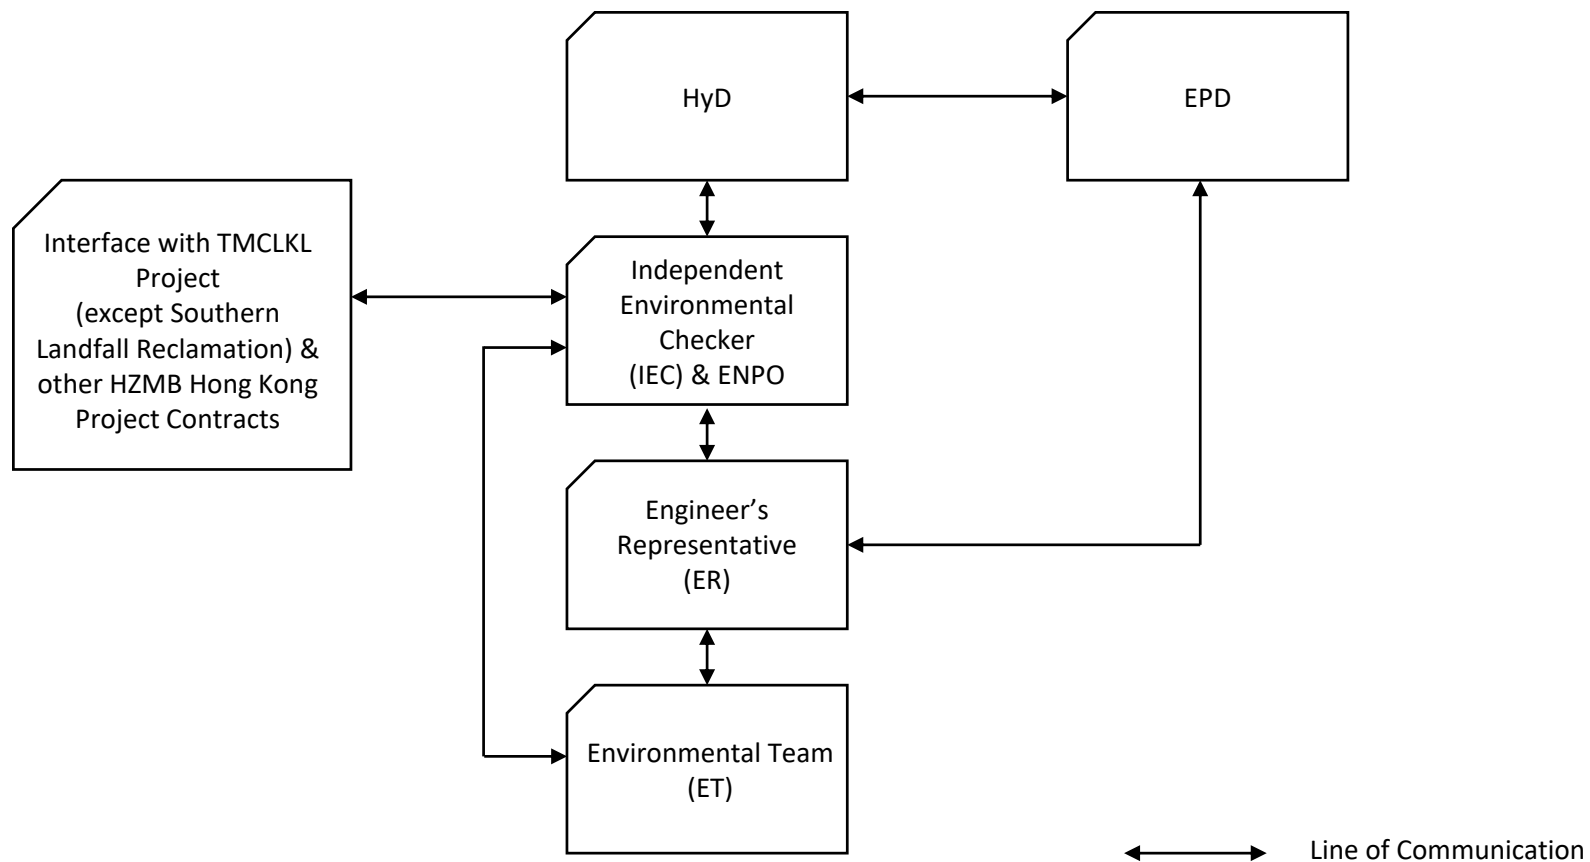 HyD
EPD
Interface with TMCLKL
Project
(except Southern
Landfall Reclamation) &
other HZMB Hong Kong
Project Contracts
Independent
Environmental
Checker
(IEC) & ENPO
Engineer’s
Representative
(ER)
Environmental Team
(ET)
Line of Communication